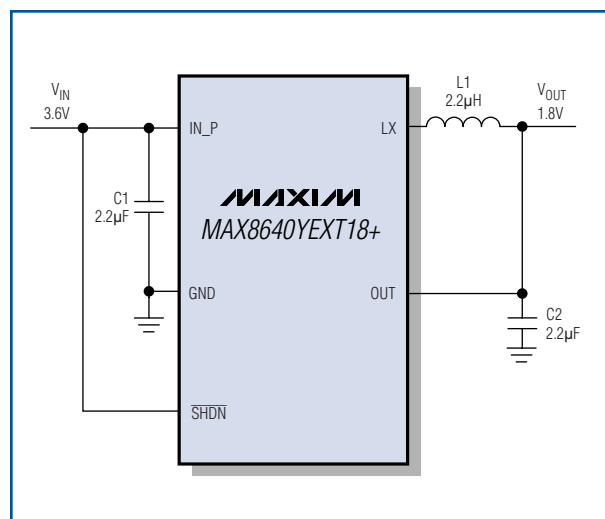 V_IN
3.6V
IN_P
C1
2.2µF
GND
SHDN
MAXIM
MAX8640YEXT18+
LX
OUT
L1
2.2µH
V_OUT
1.8V
C2
2.2µF